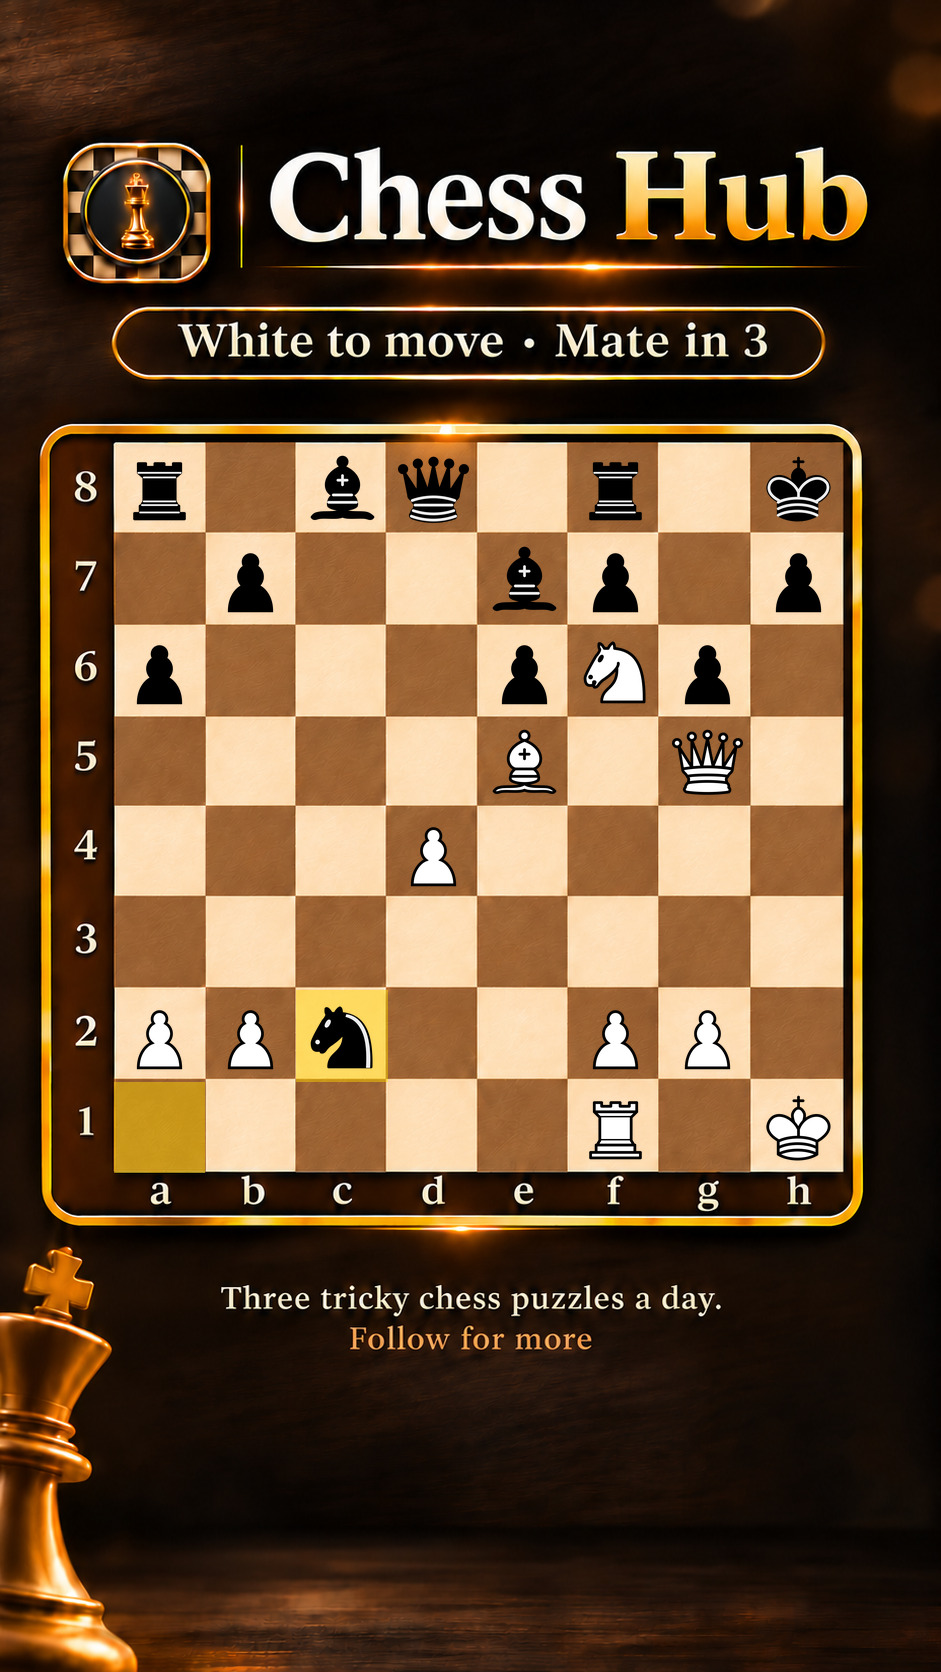 Chess Hub
White to move • Mate in 3
8
7
6
5
4
3
2
1
a b c d e f g h
Three tricky chess puzzles a day.
Follow for more